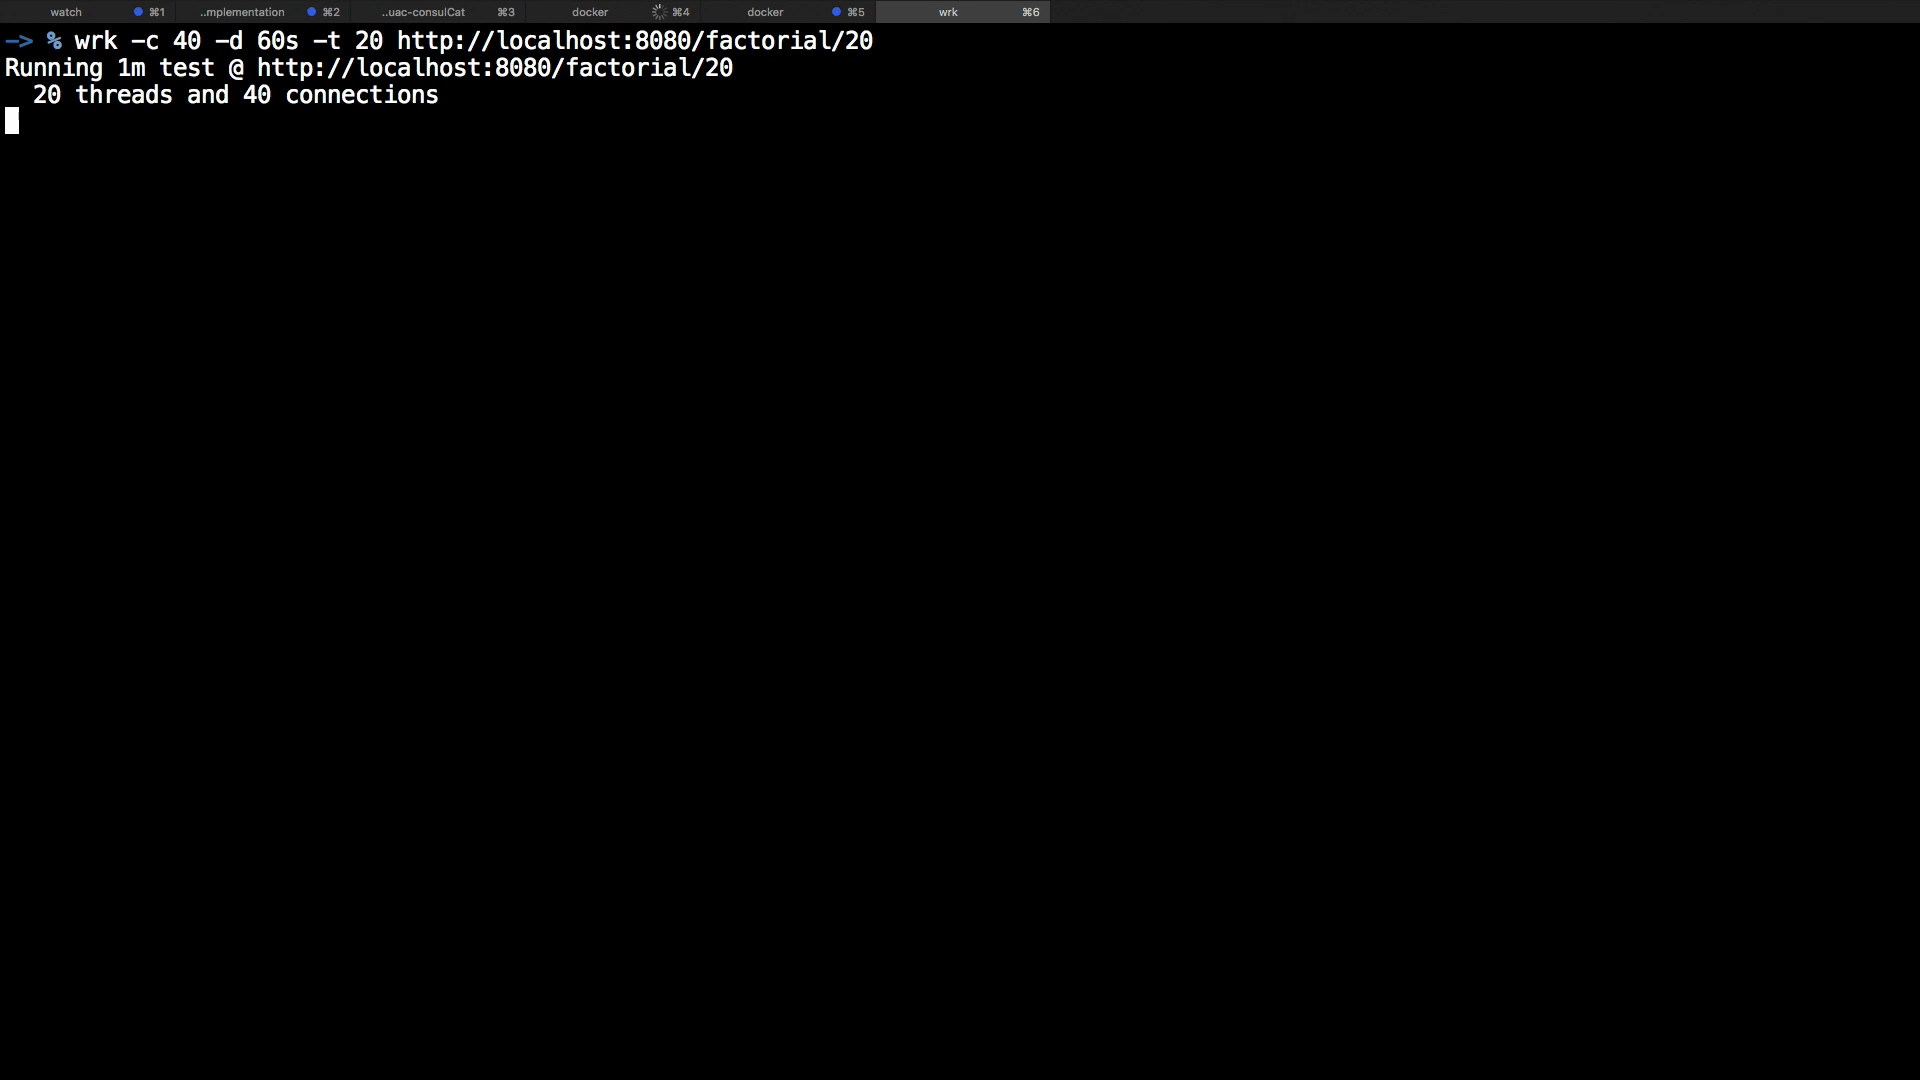 watch ⌘1 ..mplementation ⌘2 ..uac-consulCat ⌘3 docker ⌘4 docker ⌘5 wrk ⌘6
—> % wrk -c 40 -d 60s -t 20 http://localhost:8080/factorial/20
Running 1m test @ http://localhost:8080/factorial/20
20 threads and 40 connections